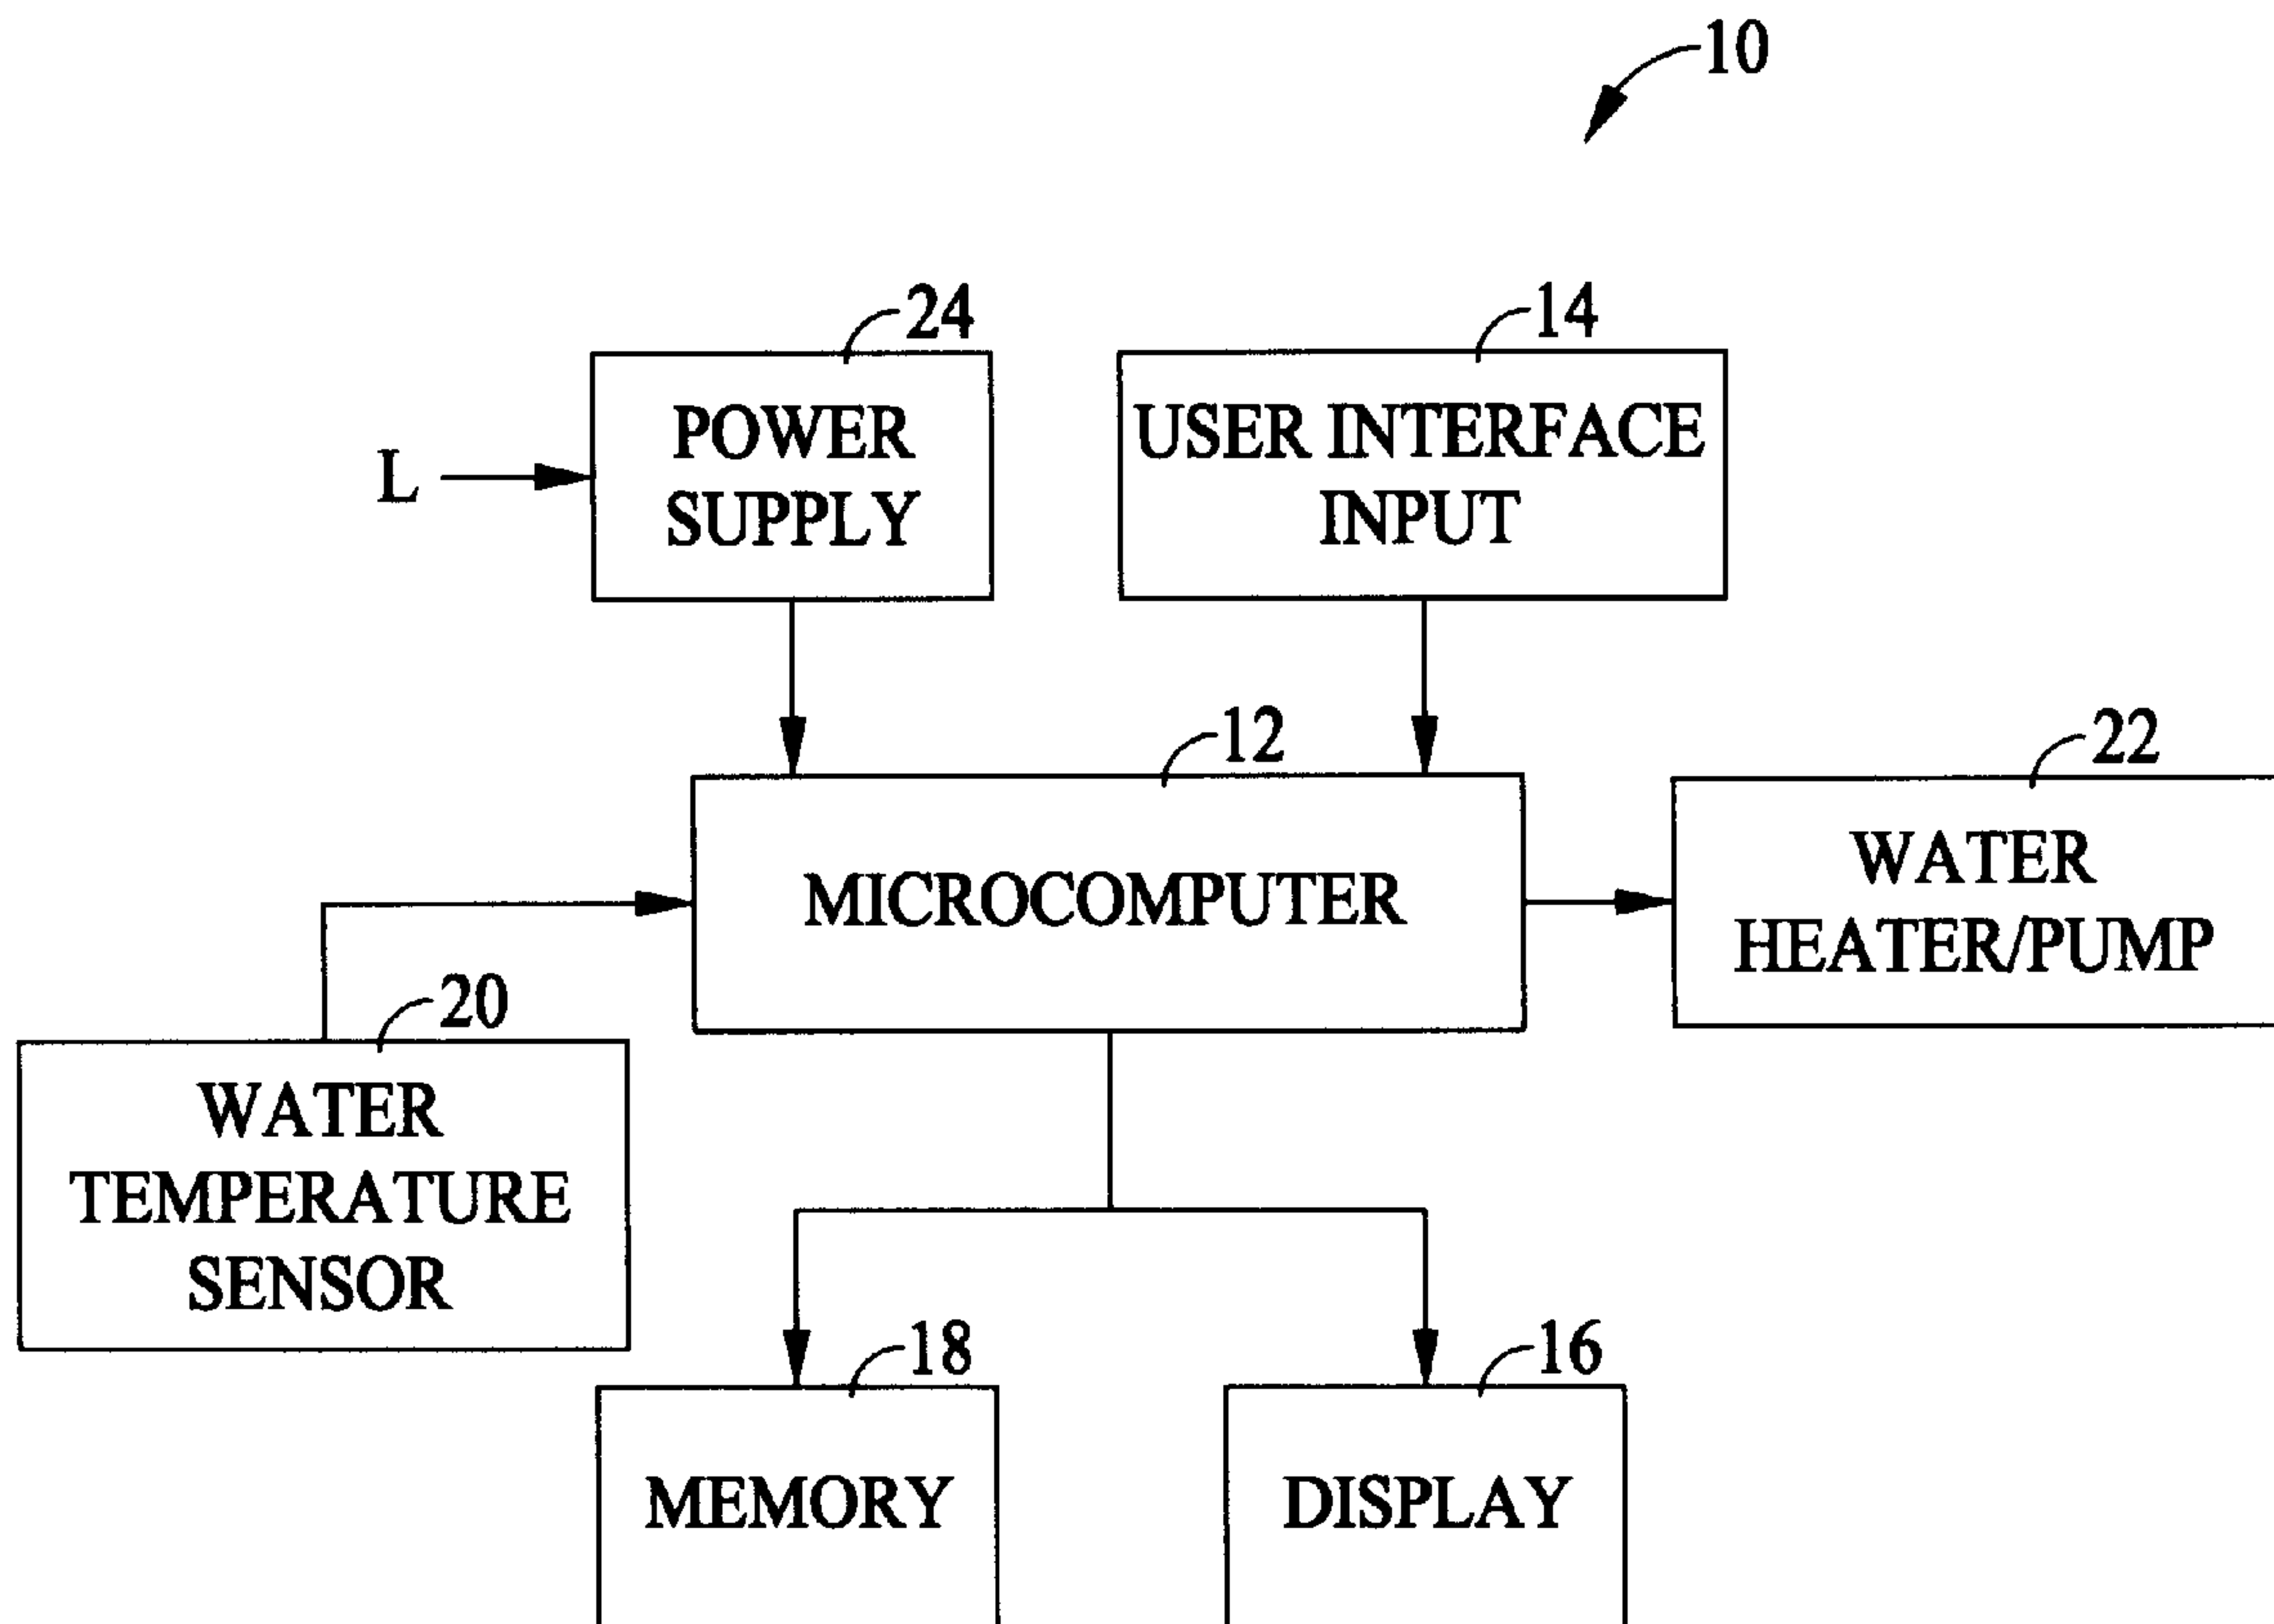 10
24
14
POWER
SUPPLY
USER INTERFACE
INPUT
L
12
22
MICROCOMPUTER
WATER
HEATER/PUMP
20
WATER
TEMPERATURE
SENSOR
18
16
MEMORY
DISPLAY